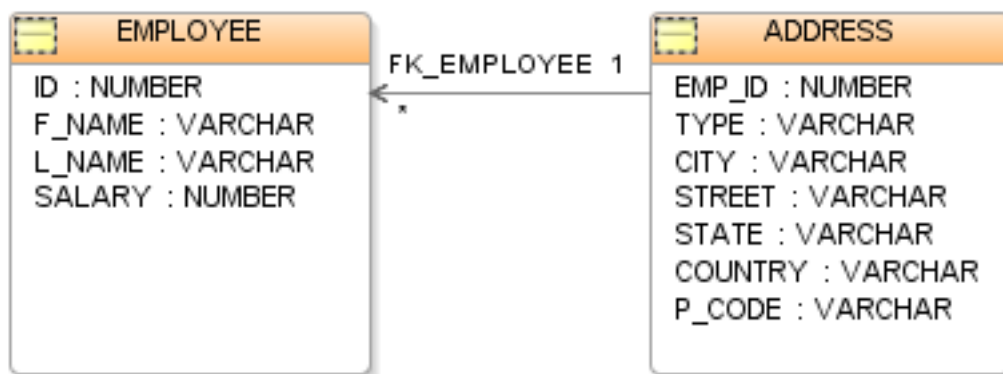 EMPLOYEE
ID : NUMBER
F_NAME : VARCHAR
L_NAME : VARCHAR
SALARY : NUMBER
FK_EMPLOYEE 1
*
ADDRESS
EMP_ID : NUMBER
TYPE : VARCHAR
CITY : VARCHAR
STREET : VARCHAR
STATE : VARCHAR
COUNTRY : VARCHAR
P_CODE : VARCHAR